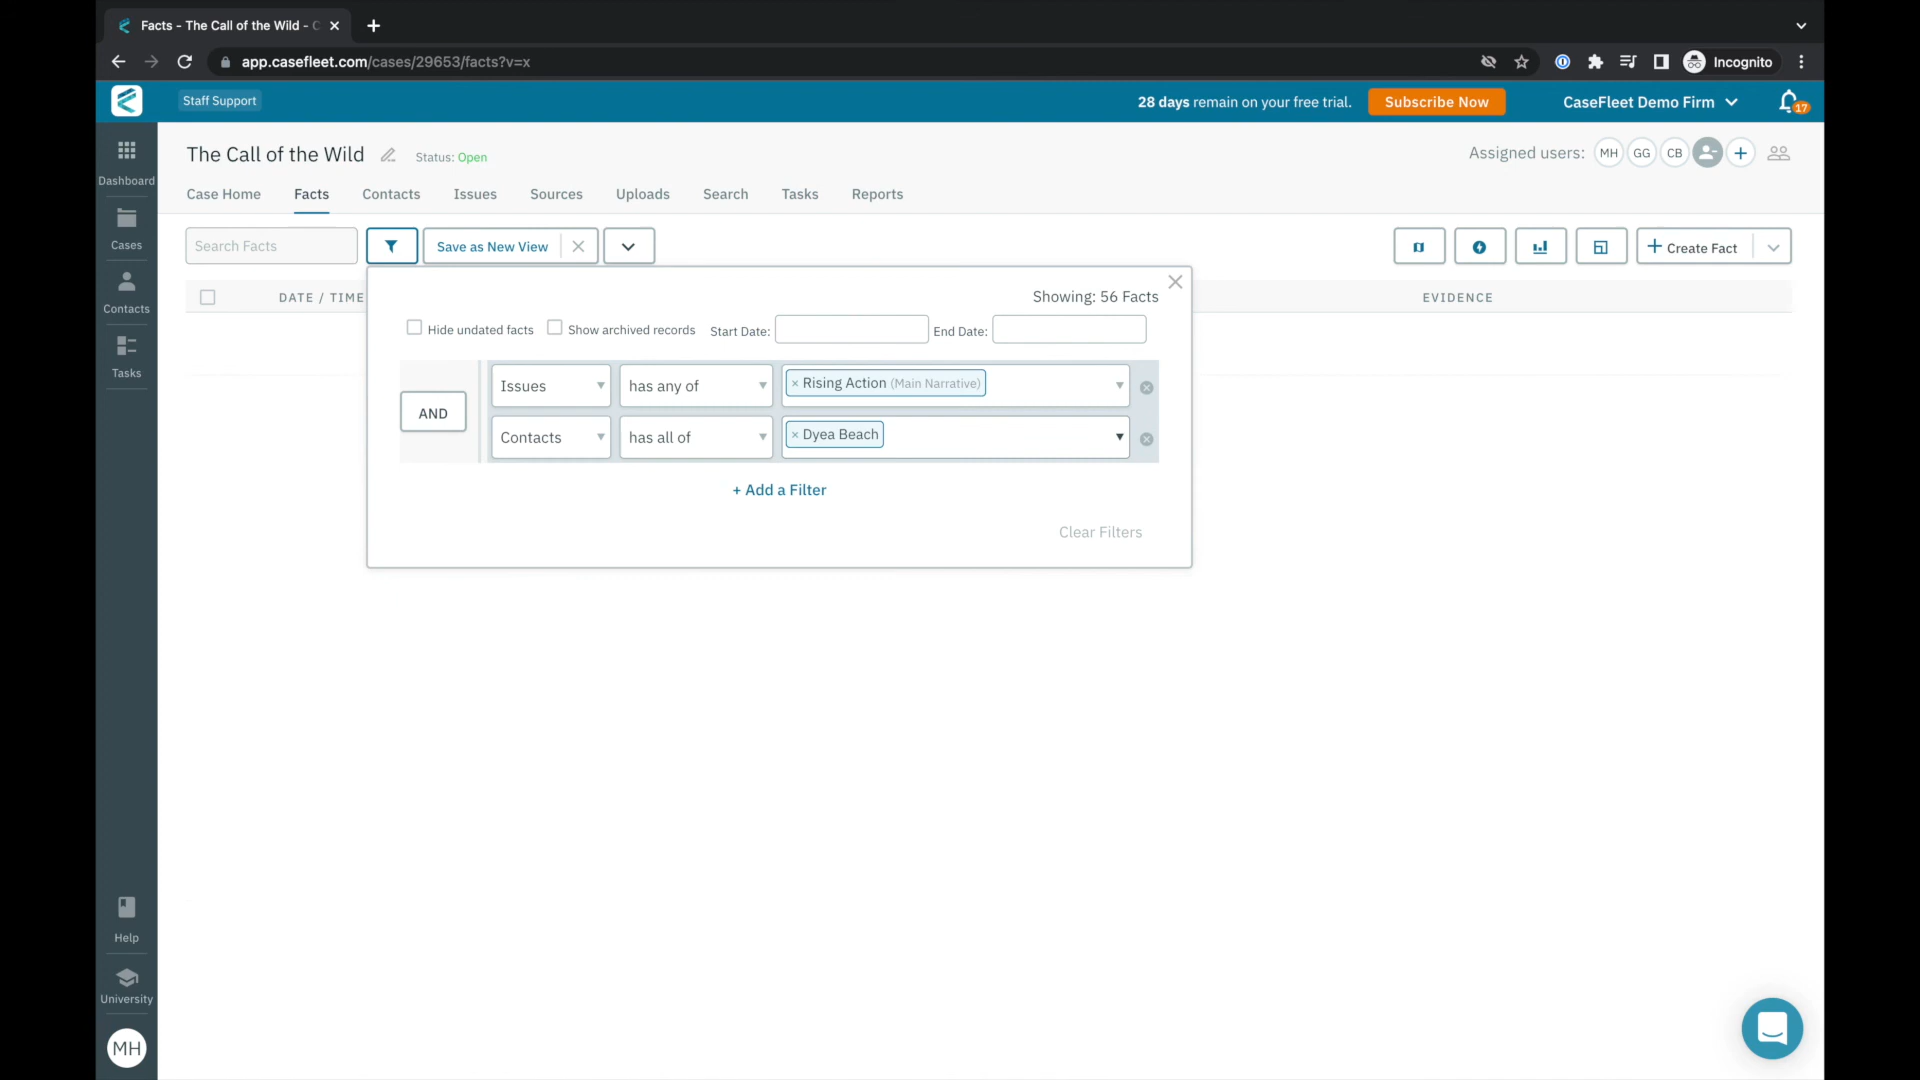 Facts - The Call of the Wild - C
app.casefleet.com/cases/29653/facts?v=x
Incognito
Staff Support
28 days remain on your free trial.
Subscribe Now
CaseFleet Demo Firm
17
Dashboard
Cases
Contacts
Tasks
Help
University
MH
The Call of the Wild
Status: Open
Assigned users:
MH
GG
CB
Case Home
Facts
Contacts
Issues
Sources
Uploads
Search
Tasks
Reports
Search Facts
Save as New View
Create Fact
DATE / TIME
EVIDENCE
Showing: 56 Facts
Hide undated facts
Show archived records
Start Date:
End Date:
AND
Issues
has any of
× Rising Action (Main Narrative)
Contacts
has all of
× Dyea Beach
+ Add a Filter
Clear Filters